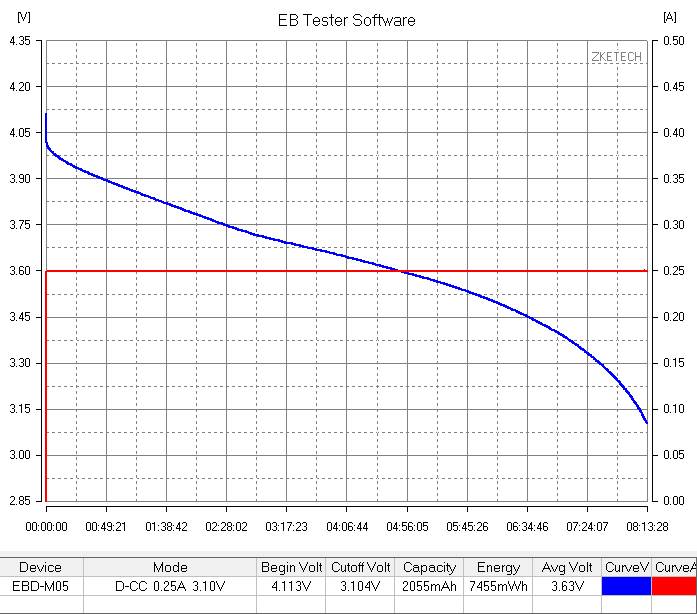 [V] EB Tester Software [A]
4.35 0.50
ZKETECH
4.20 0.45
4.05 0.40
3.90 0.35
3.75 0.30
3.60 0.25
3.45 0.20
3.30 0.15
3.15 0.10
3.00 0.05
2.85 0.00
00:00:00 00:49:21 01:38:42 02:28:02 03:17:23 04:06:44 04:56:05 05:45:26 06:34:46 07:24:07 08:13:28
Device Mode Begin Volt Cutoff Volt Capacity Energy Avg Volt CurveV CurveA
EBD-M05 D-CC 0.25A 3.10V 4.113V 3.104V 2055mAh 7455mWh 3.63V